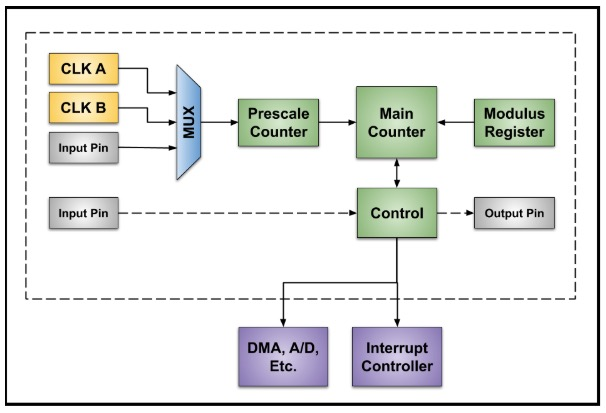 CLK A
CLK B
Input Pin
MUX
Prescale
Counter
Main
Counter
Modulus
Register
Input Pin
Control
Output Pin
DMA, A/D,
Etc.
Interrupt
Controller